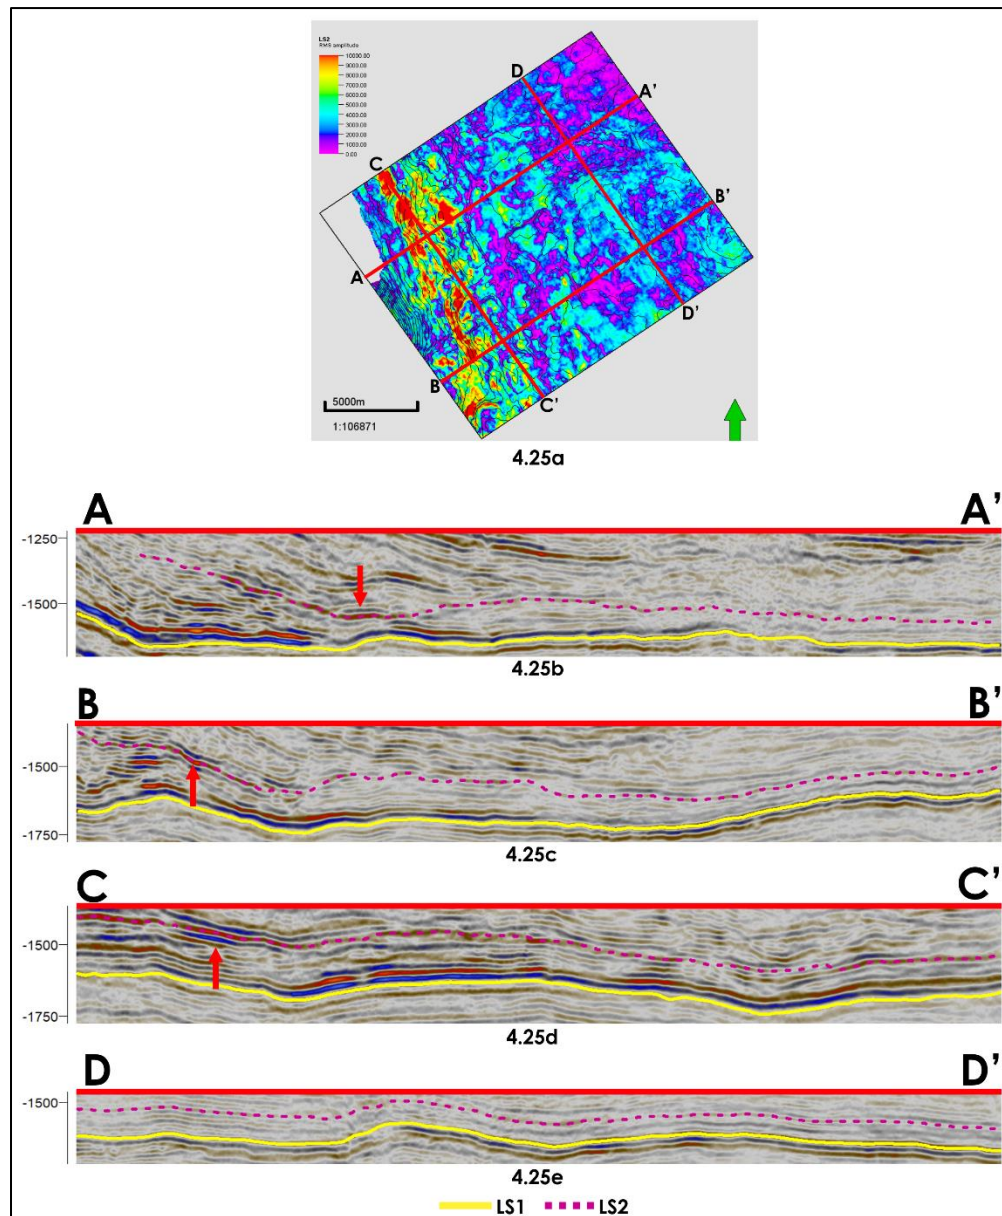 LS2
RMS amplitude
10000.00
9000.00
8000.00
7000.00
6000.00
5000.00
4000.00
3000.00
2000.00
1000.00
0.00
D
A'
C
B'
A
D'
B
C'
5000m
1:106871
4.25a
A A'
-1250
-1500
4.25b
B B'
-1500
-1750
4.25c
C C'
-1500
-1750
4.25d
D D'
-1500
4.25e
LS1 LS2